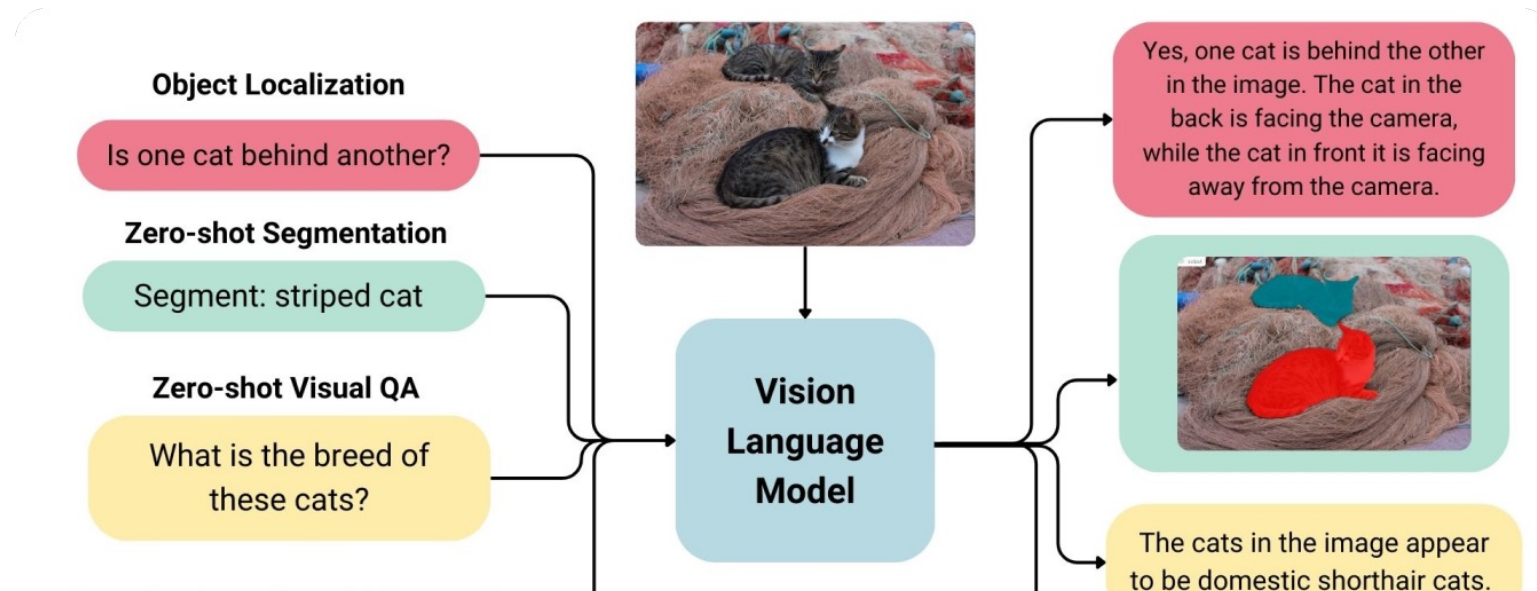 Object Localization
Is one cat behind another?
Zero-shot Segmentation
Segment: striped cat
Zero-shot Visual QA
What is the breed of
these cats?
Vision
Language
Model
Yes, one cat is behind the other
in the image. The cat in the
back is facing the camera,
while the cat in front it is facing
away from the camera.
The cats in the image appear
to be domestic shorthair cats.